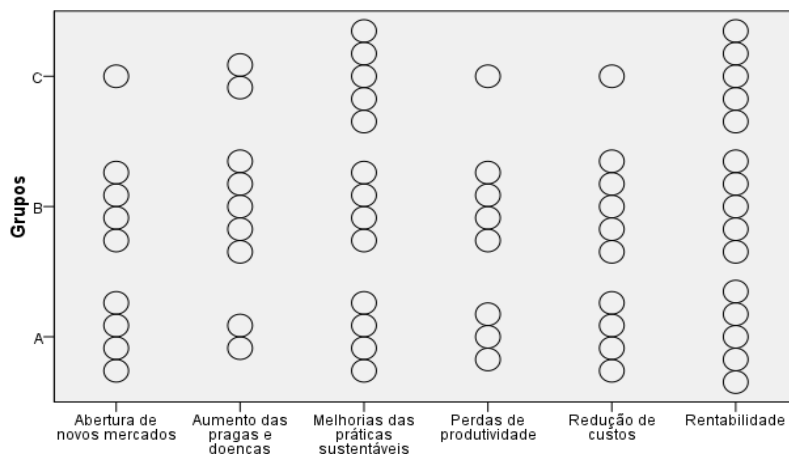 Grupos
C
B
A
Abertura de
novos mercados
Aumento das
pragas e
doencas
Melhorias das
práticas
sustentáveis
Perdas de
produtividade
Redução de
custos
Rentabilidade